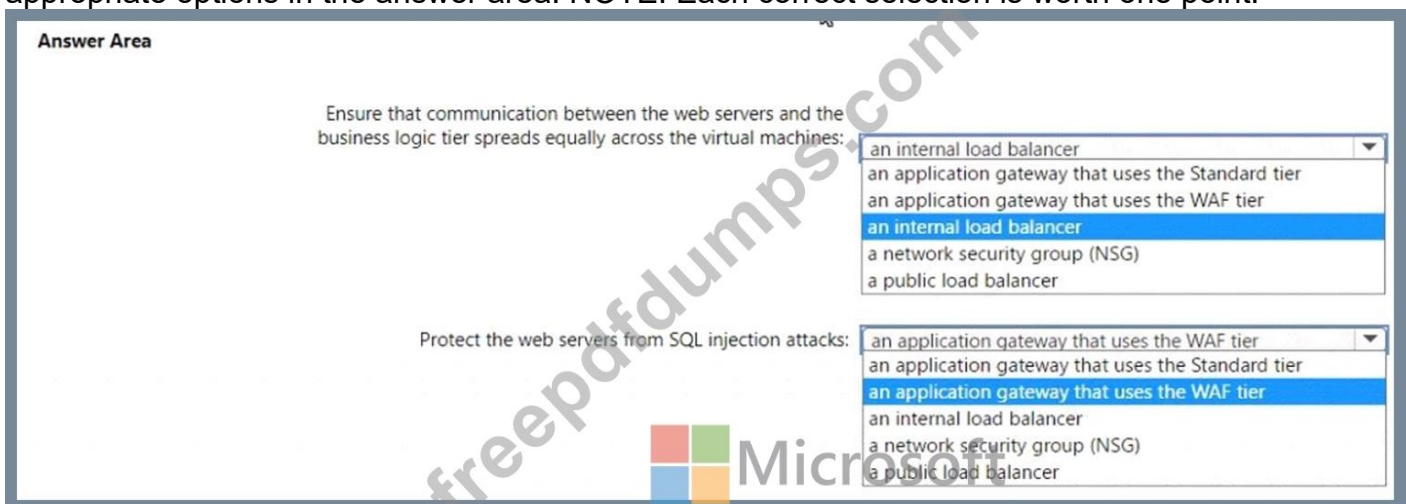 appropriate options in the answer area. NOTE: Each correct selection is worth one point.
Answer Area
Ensure that communication between the web servers and the
business logic tier spreads equally across the virtual machines:
an internal load balancer
an application gateway that uses the Standard tier
an application gateway that uses the WAF tier
an internal load balancer
a network security group (NSG)
a public load balancer
Protect the web servers from SQL injection attacks:
an application gateway that uses the WAF tier
an application gateway that uses the Standard tier
an application gateway that uses the WAF tier
an internal load balancer
a network security group (NSG)
a public load balancer
freepdfdumps.com
Microsoft